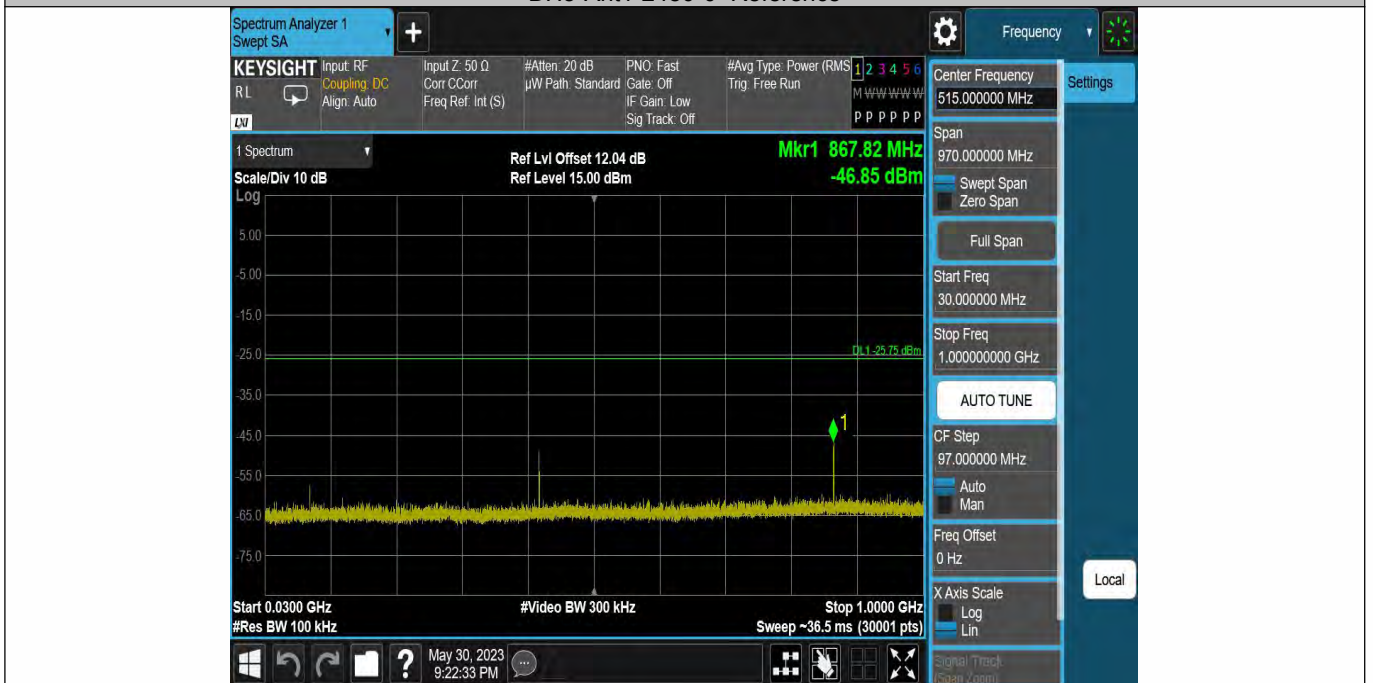 Spectrum Analyzer 1
Swept SA
Frequency
KEYSIGHT
RL
LXI
Input: RF
Coupling: DC
Align: Auto
Input Z: 50 Ω
Corr CCorr
Freq Ref: Int (S)
#Atten: 20 dB
µW Path: Standard
PNO: Fast
Gate: Off
IF Gain: Low
Sig Track: Off
#Avg Type: Power (RMS
Trig: Free Run
1 2 3 4 5 6
M W W W W W
P P P P P P
Center Frequency
515.000000 MHz
Settings
Span
970.000000 MHz
Swept Span
Zero Span
Full Span
Start Freq
30.000000 MHz
Stop Freq
1.000000000 GHz
AUTO TUNE
CF Step
97.000000 MHz
Auto
Man
Freq Offset
0 Hz
X Axis Scale
Log
Lin
Signal Track
(Span Zoom)
Local
1 Spectrum
Scale/Div 10 dB
Log
Ref Lvl Offset 12.04 dB
Ref Level 15.00 dBm
Mkr1 867.82 MHz
-46.85 dBm
5.00
-5.00
-15.0
-25.0
DL1 -25.75 dBm
-35.0
1
-45.0
-55.0
-65.0
-75.0
Start 0.0300 GHz
#Res BW 100 kHz
#Video BW 300 kHz
Stop 1.0000 GHz
Sweep ~36.5 ms (30001 pts)
May 30, 2023
9:22:33 PM